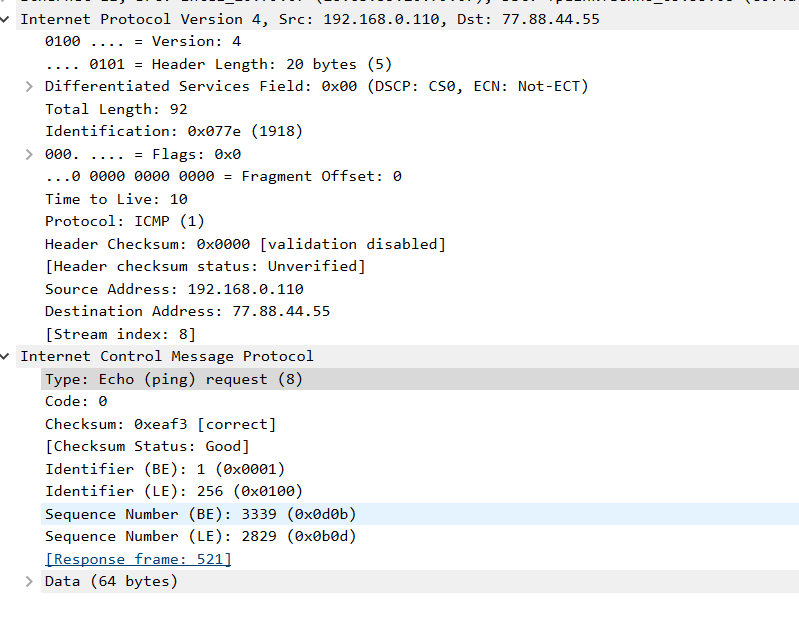 Internet Protocol Version 4, Src: 192.168.0.110, Dst: 77.88.44.55
0100 .... = Version: 4
.... 0101 = Header Length: 20 bytes (5)
Differentiated Services Field: 0x00 (DSCP: CS0, ECN: Not-ECT)
Total Length: 92
Identification: 0x077e (1918)
000. .... = Flags: 0x0
...0 0000 0000 0000 = Fragment Offset: 0
Time to Live: 10
Protocol: ICMP (1)
Header Checksum: 0x0000 [validation disabled]
[Header checksum status: Unverified]
Source Address: 192.168.0.110
Destination Address: 77.88.44.55
[Stream index: 8]
Internet Control Message Protocol
Type: Echo (ping) request (8)
Code: 0
Checksum: 0xeaf3 [correct]
[Checksum Status: Good]
Identifier (BE): 1 (0x0001)
Identifier (LE): 256 (0x0100)
Sequence Number (BE): 3339 (0x0d0b)
Sequence Number (LE): 2829 (0x0b0d)
[Response frame: 521]
Data (64 bytes)